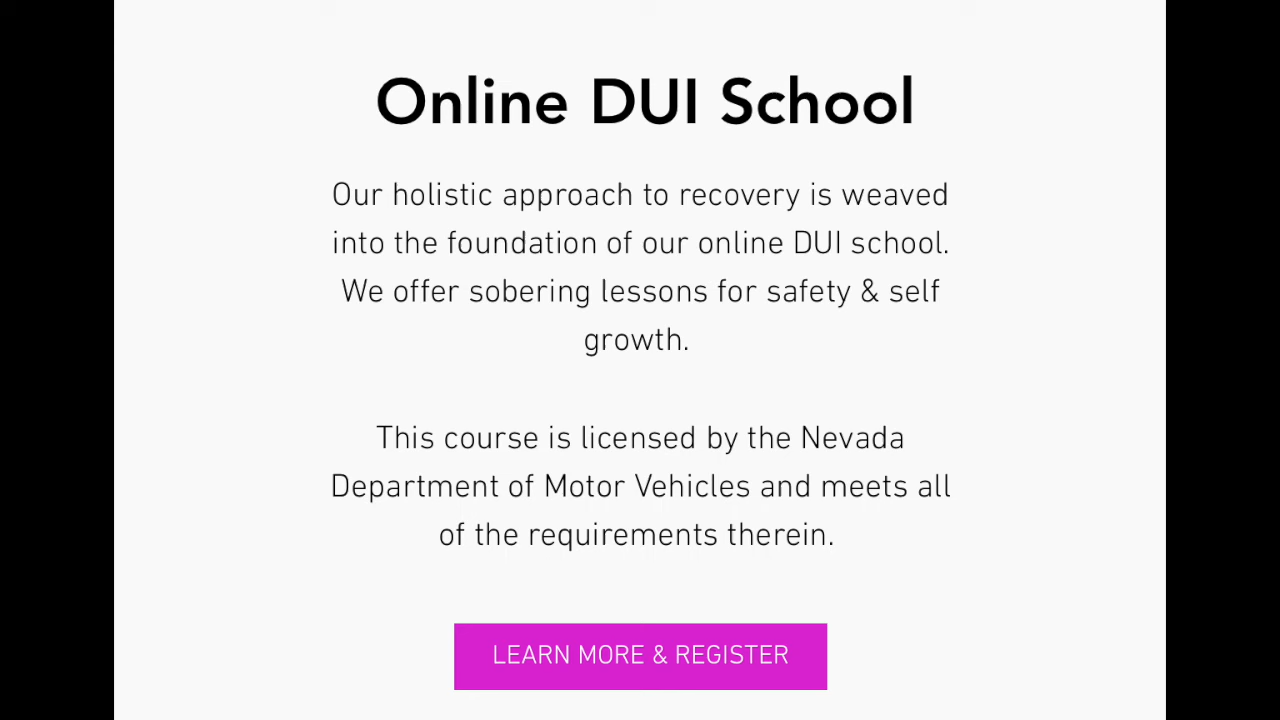 Online DUI School
Our holistic approach to recovery is weaved
into the foundation of our online DUI school.
We offer sobering lessons for safety & self
growth.
This course is licensed by the Nevada
Department of Motor Vehicles and meets all
of the requirements therein.
LEARN MORE & REGISTER